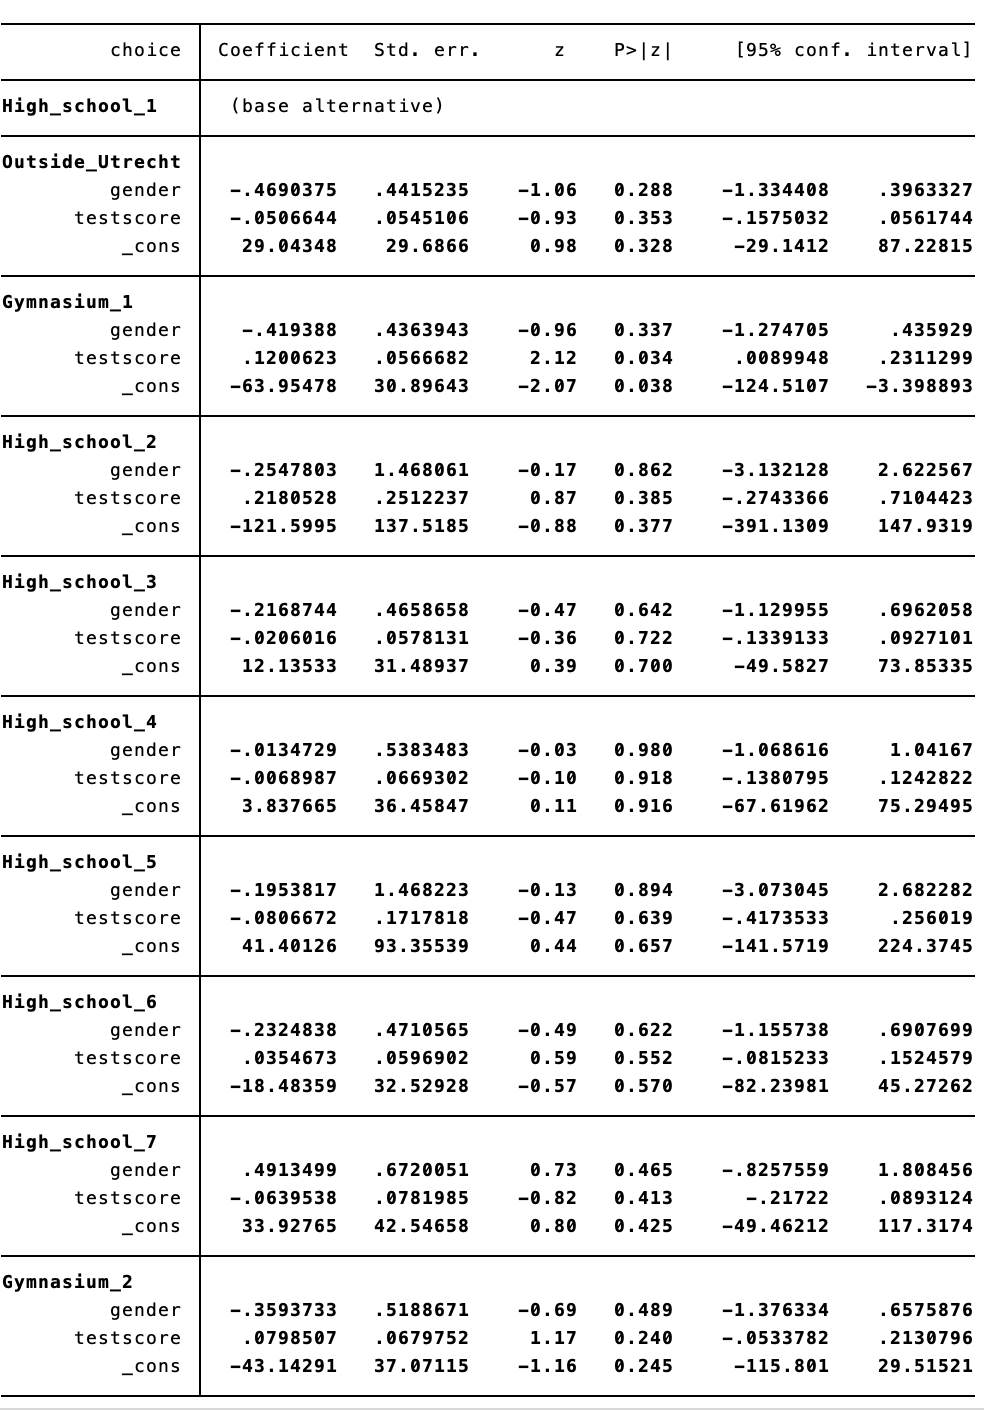 choice Coefficient Std. err. z P>|z| [95% conf. interval]
High_school_1 (base alternative)
Outside_Utrecht
gender -.4690375 .4415235 -1.06 0.288 -1.334408 .3963327
testscore -.0506644 .0545106 -0.93 0.353 -.1575032 .0561744
_cons 29.04348 29.6866 0.98 0.328 -29.1412 87.22815
Gymnasium_1
gender -.419388 .4363943 -0.96 0.337 -1.274705 .435929
testscore .1200623 .0566682 2.12 0.034 .0089948 .2311299
_cons -63.95478 30.89643 -2.07 0.038 -124.5107 -3.398893
High_school_2
gender -.2547803 1.468061 -0.17 0.862 -3.132128 2.622567
testscore .2180528 .2512237 0.87 0.385 -.2743366 .7104423
_cons -121.5995 137.5185 -0.88 0.377 -391.1309 147.9319
High_school_3
gender -.2168744 .4658658 -0.47 0.642 -1.129955 .6962058
testscore -.0206016 .0578131 -0.36 0.722 -.1339133 .0927101
_cons 12.13533 31.48937 0.39 0.700 -49.5827 73.85335
High_school_4
gender -.0134729 .5383483 -0.03 0.980 -1.068616 1.04167
testscore -.0068987 .0669302 -0.10 0.918 -.1380795 .1242822
_cons 3.837665 36.45847 0.11 0.916 -67.61962 75.29495
High_school_5
gender -.1953817 1.468223 -0.13 0.894 -3.073045 2.682282
testscore -.0806672 .1717818 -0.47 0.639 -.4173533 .256019
_cons 41.40126 93.35539 0.44 0.657 -141.5719 224.3745
High_school_6
gender -.2324838 .4710565 -0.49 0.622 -1.155738 .6907699
testscore .0354673 .0596902 0.59 0.552 -.0815233 .1524579
_cons -18.48359 32.52928 -0.57 0.570 -82.23981 45.27262
High_school_7
gender .4913499 .6720051 0.73 0.465 -.8257559 1.808456
testscore -.0639538 .0781985 -0.82 0.413 -.21722 .0893124
_cons 33.92765 42.54658 0.80 0.425 -49.46212 117.3174
Gymnasium_2
gender -.3593733 .5188671 -0.69 0.489 -1.376334 .6575876
testscore .0798507 .0679752 1.17 0.240 -.0533782 .2130796
_cons -43.14291 37.07115 -1.16 0.245 -115.801 29.51521